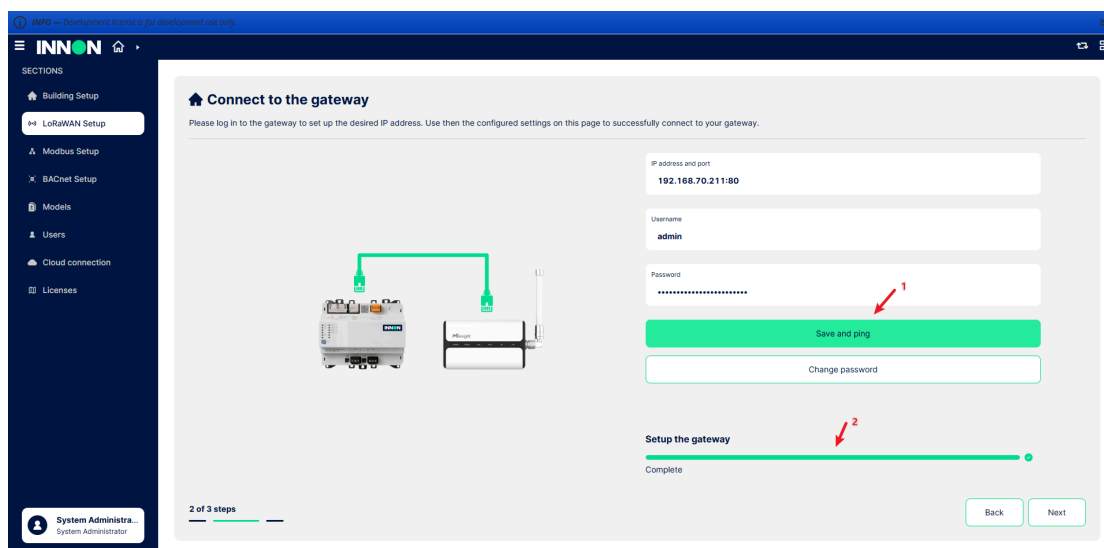 INFO — Development license is for development use only.
INNON
SECTIONS
Building Setup
LoRaWAN Setup
Modbus Setup
BACnet Setup
Models
Users
Cloud connection
Licenses
System Administra...
System Administrator
Connect to the gateway
Please log in to the gateway to set up the desired IP address. Use then the configured settings on this page to successfully connect to your gateway.
IP address and port
192.168.70.211:80
Username
admin
Password
••••••••••••••••••••••••
1
Save and ping
Change password
INNON
Milesight
2
Setup the gateway
Complete
2 of 3 steps
Back
Next